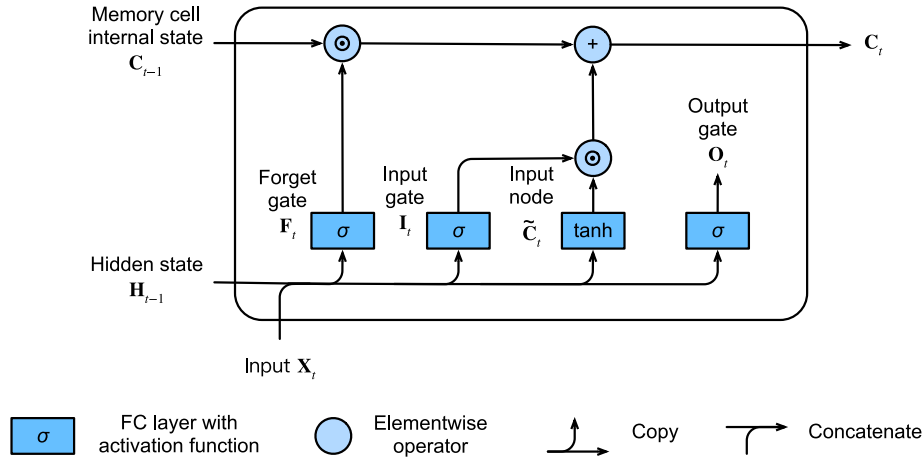 Memory cell
internal state
C_{t−1}
⊙
+
C_t
Output
gate
O_t
⊙
Forget
gate
F_t
Input
gate
I_t
Input
node
C̃_t
σ
σ
tanh
σ
Hidden state
H_{t−1}
Input X_t
σ
FC layer with
activation function
Elementwise
operator
Copy
Concatenate